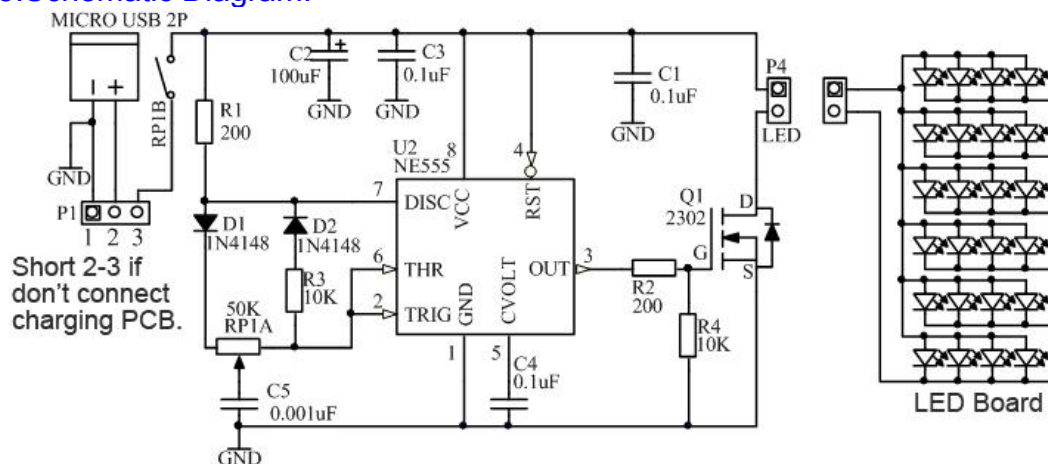 Schematic Diagram:
MICRO USB 2P
− +
GND
P1
1 2 3
RP1B
Short 2-3 if
don't connect
charging PCB.
R1
200
C2
100uF
+
GND
C3
0.1uF
GND
C1
0.1uF
GND
P4
LED
U2
NE555
8
4
7
DISC
VCC
RST
D1
1N4148
D2
1N4148
6
THR
OUT
3
R3
10K
2
TRIG
GND
CVOLT
50K
RP1A
1
5
C4
0.1uF
C5
0.001uF
GND
Q1
2302
D
G
S
R2
200
R4
10K
LED Board